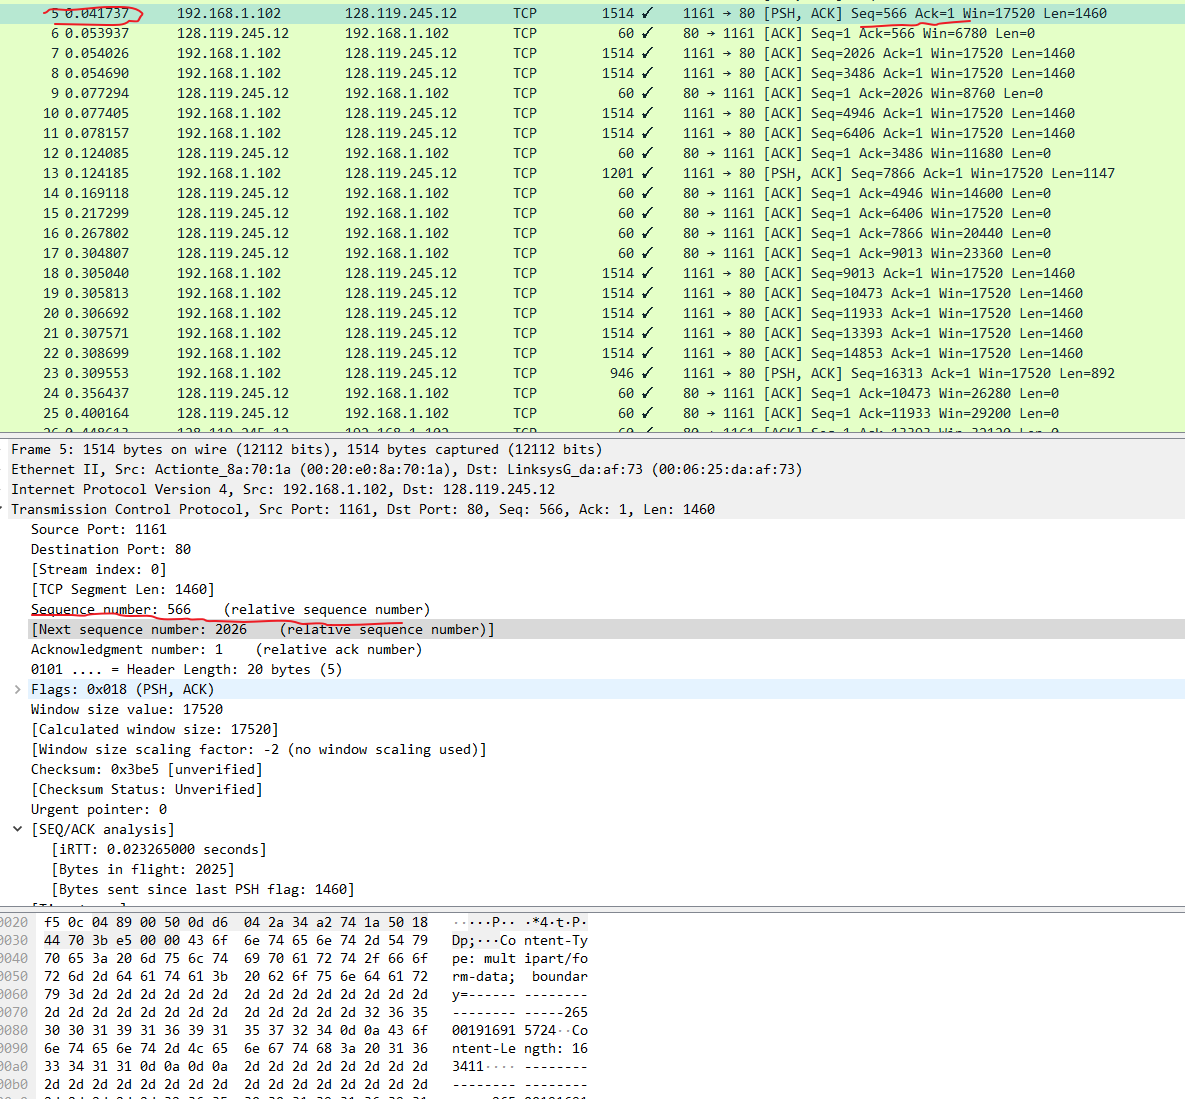 5 0.041737 192.168.1.102 128.119.245.12 TCP 1514 ✓ 1161 → 80 [PSH, ACK] Seq=566 Ack=1 Win=17520 Len=1460
6 0.053937 128.119.245.12 192.168.1.102 TCP 60 ✓ 80 → 1161 [ACK] Seq=1 Ack=566 Win=6780 Len=0
7 0.054026 192.168.1.102 128.119.245.12 TCP 1514 ✓ 1161 → 80 [ACK] Seq=2026 Ack=1 Win=17520 Len=1460
8 0.054690 192.168.1.102 128.119.245.12 TCP 1514 ✓ 1161 → 80 [ACK] Seq=3486 Ack=1 Win=17520 Len=1460
9 0.077294 128.119.245.12 192.168.1.102 TCP 60 ✓ 80 → 1161 [ACK] Seq=1 Ack=2026 Win=8760 Len=0
10 0.077405 192.168.1.102 128.119.245.12 TCP 1514 ✓ 1161 → 80 [ACK] Seq=4946 Ack=1 Win=17520 Len=1460
11 0.078157 192.168.1.102 128.119.245.12 TCP 1514 ✓ 1161 → 80 [ACK] Seq=6406 Ack=1 Win=17520 Len=1460
12 0.124085 128.119.245.12 192.168.1.102 TCP 60 ✓ 80 → 1161 [ACK] Seq=1 Ack=3486 Win=11680 Len=0
13 0.124185 192.168.1.102 128.119.245.12 TCP 1201 ✓ 1161 → 80 [PSH, ACK] Seq=7866 Ack=1 Win=17520 Len=1147
14 0.169118 128.119.245.12 192.168.1.102 TCP 60 ✓ 80 → 1161 [ACK] Seq=1 Ack=4946 Win=14600 Len=0
15 0.217299 128.119.245.12 192.168.1.102 TCP 60 ✓ 80 → 1161 [ACK] Seq=1 Ack=6406 Win=17520 Len=0
16 0.267802 128.119.245.12 192.168.1.102 TCP 60 ✓ 80 → 1161 [ACK] Seq=1 Ack=7866 Win=20440 Len=0
17 0.304807 128.119.245.12 192.168.1.102 TCP 60 ✓ 80 → 1161 [ACK] Seq=1 Ack=9013 Win=23360 Len=0
18 0.305040 192.168.1.102 128.119.245.12 TCP 1514 ✓ 1161 → 80 [ACK] Seq=9013 Ack=1 Win=17520 Len=1460
19 0.305813 192.168.1.102 128.119.245.12 TCP 1514 ✓ 1161 → 80 [ACK] Seq=10473 Ack=1 Win=17520 Len=1460
20 0.306692 192.168.1.102 128.119.245.12 TCP 1514 ✓ 1161 → 80 [ACK] Seq=11933 Ack=1 Win=17520 Len=1460
21 0.307571 192.168.1.102 128.119.245.12 TCP 1514 ✓ 1161 → 80 [ACK] Seq=13393 Ack=1 Win=17520 Len=1460
22 0.308699 192.168.1.102 128.119.245.12 TCP 1514 ✓ 1161 → 80 [ACK] Seq=14853 Ack=1 Win=17520 Len=1460
23 0.309553 192.168.1.102 128.119.245.12 TCP 946 ✓ 1161 → 80 [PSH, ACK] Seq=16313 Ack=1 Win=17520 Len=892
24 0.356437 128.119.245.12 192.168.1.102 TCP 60 ✓ 80 → 1161 [ACK] Seq=1 Ack=10473 Win=26280 Len=0
25 0.400164 128.119.245.12 192.168.1.102 TCP 60 ✓ 80 → 1161 [ACK] Seq=1 Ack=11933 Win=29200 Len=0
Frame 5: 1514 bytes on wire (12112 bits), 1514 bytes captured (12112 bits)
Ethernet II, Src: Actionte_8a:70:1a (00:20:e0:8a:70:1a), Dst: LinksysG_da:af:73 (00:06:25:da:af:73)
Internet Protocol Version 4, Src: 192.168.1.102, Dst: 128.119.245.12
Transmission Control Protocol, Src Port: 1161, Dst Port: 80, Seq: 566, Ack: 1, Len: 1460
Source Port: 1161
Destination Port: 80
[Stream index: 0]
[TCP Segment Len: 1460]
Sequence number: 566 (relative sequence number)
[Next sequence number: 2026 (relative sequence number)]
Acknowledgment number: 1 (relative ack number)
0101 .... = Header Length: 20 bytes (5)
Flags: 0x018 (PSH, ACK)
Window size value: 17520
[Calculated window size: 17520]
[Window size scaling factor: -2 (no window scaling used)]
Checksum: 0x3be5 [unverified]
[Checksum Status: Unverified]
Urgent pointer: 0
[SEQ/ACK analysis]
[iRTT: 0.023265000 seconds]
[Bytes in flight: 2025]
[Bytes sent since last PSH flag: 1460]
0020 f5 0c 04 89 00 50 0d d6 04 2a 34 a2 74 1a 50 18 ·····P·· ·*4·t·P·
0030 44 70 3b e5 00 00 43 6f 6e 74 65 6e 74 2d 54 79 Dp;···Co ntent-Ty
0040 70 65 3a 20 6d 75 6c 74 69 70 61 72 74 2f 66 6f pe: mult ipart/fo
0050 72 6d 2d 64 61 74 61 3b 20 62 6f 75 6e 64 61 72 rm-data; boundar
0060 79 3d 2d 2d 2d 2d 2d 2d 2d 2d 2d 2d 2d 2d 2d 2d y=------ --------
0070 2d 2d 2d 2d 2d 2d 2d 2d 2d 2d 2d 2d 2d 32 36 35 -------- -----265
0080 30 30 31 39 31 36 39 31 35 37 32 34 0d 0a 43 6f 00191691 5724··Co
0090 6e 74 65 6e 74 2d 4c 65 6e 67 74 68 3a 20 31 36 ntent-Le ngth: 16
00a0 33 34 31 31 0d 0a 0d 0a 2d 2d 2d 2d 2d 2d 2d 2d 3411···· --------
00b0 2d 2d 2d 2d 2d 2d 2d 2d 2d 2d 2d 2d 2d 2d 2d 2d -------- --------